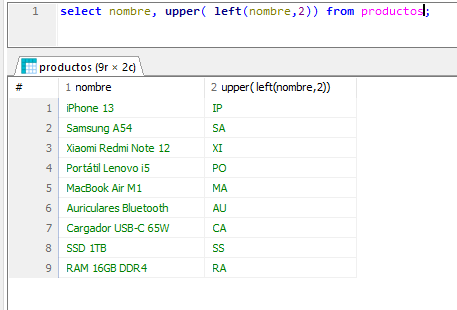 1 select nombre, upper( left(nombre,2)) from productos;
productos (9r × 2c)
# 1 nombre 2 upper( left(nombre,2))
1 iPhone 13 IP
2 Samsung A54 SA
3 Xiaomi Redmi Note 12 XI
4 Portátil Lenovo i5 PO
5 MacBook Air M1 MA
6 Auriculares Bluetooth AU
7 Cargador USB-C 65W CA
8 SSD 1TB SS
9 RAM 16GB DDR4 RA